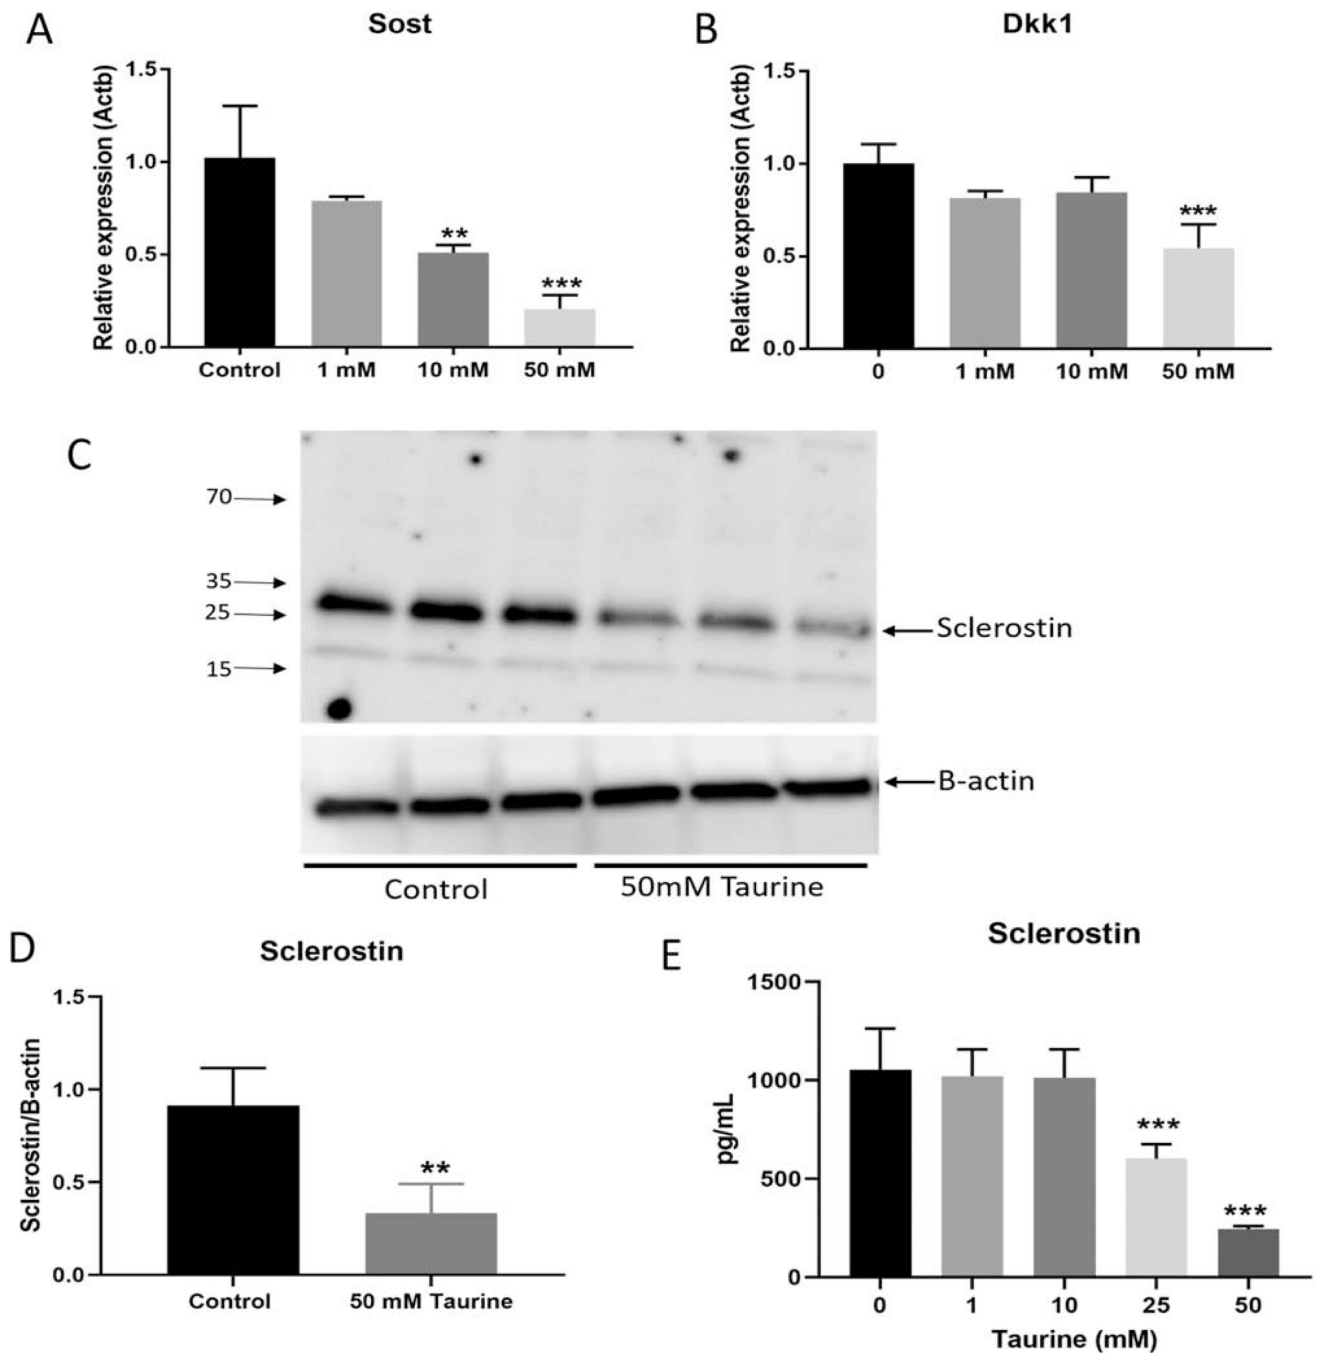 A
Sost
Relative expression (Actb)
1.5
1.0
0.5
0.0
**
***
Control 1 mM 10 mM 50 mM
B
Dkk1
Relative expression (Actb)
1.5
1.0
0.5
0.0
***
0 1 mM 10 mM 50 mM
C
70
35
25
15
Sclerostin
B-actin
Control 50mM Taurine
D
Sclerostin
Sclerostin/B-actin
1.5
1.0
0.5
0.0
**
Control 50 mM Taurine
E
Sclerostin
pg/mL
1500
1000
500
0
***
***
0 1 10 25 50
Taurine (mM)